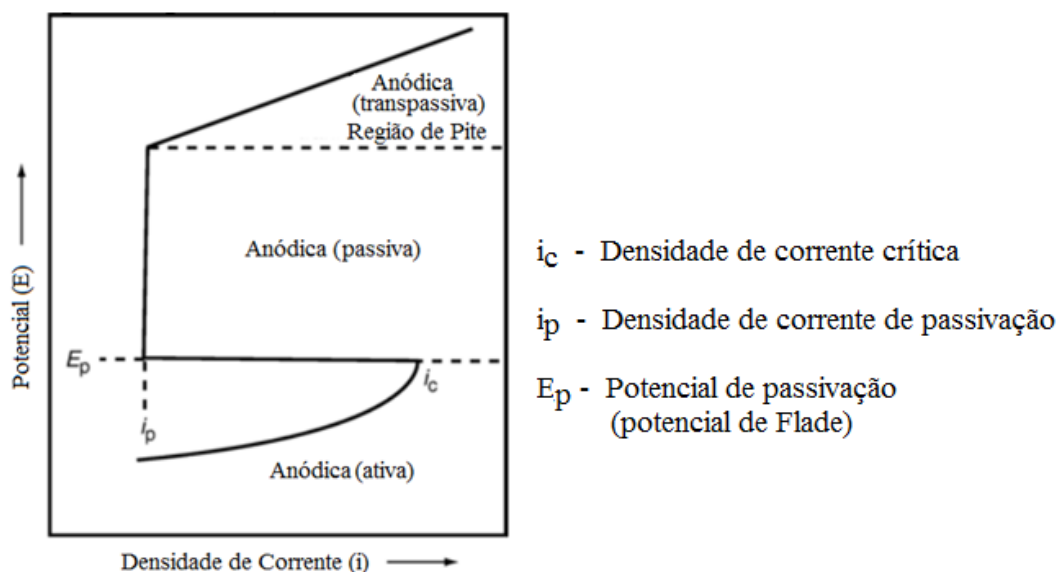 Anódica
(transpassiva)
Região de Pite
Potencial (E)
Anódica (passiva)
Ep
ic
ip
Anódica (ativa)
Densidade de Corrente (i)
ic - Densidade de corrente crítica
ip - Densidade de corrente de passivação
Ep - Potencial de passivação
(potencial de Flade)